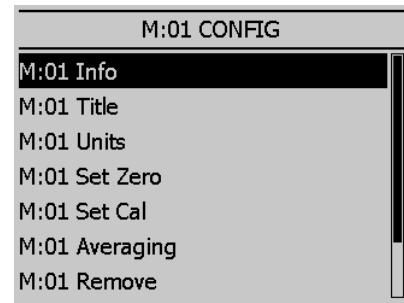 M:01 CONFIG
M:01 Info
M:01 Title
M:01 Units
M:01 Set Zero
M:01 Set Cal
M:01 Averaging
M:01 Remove